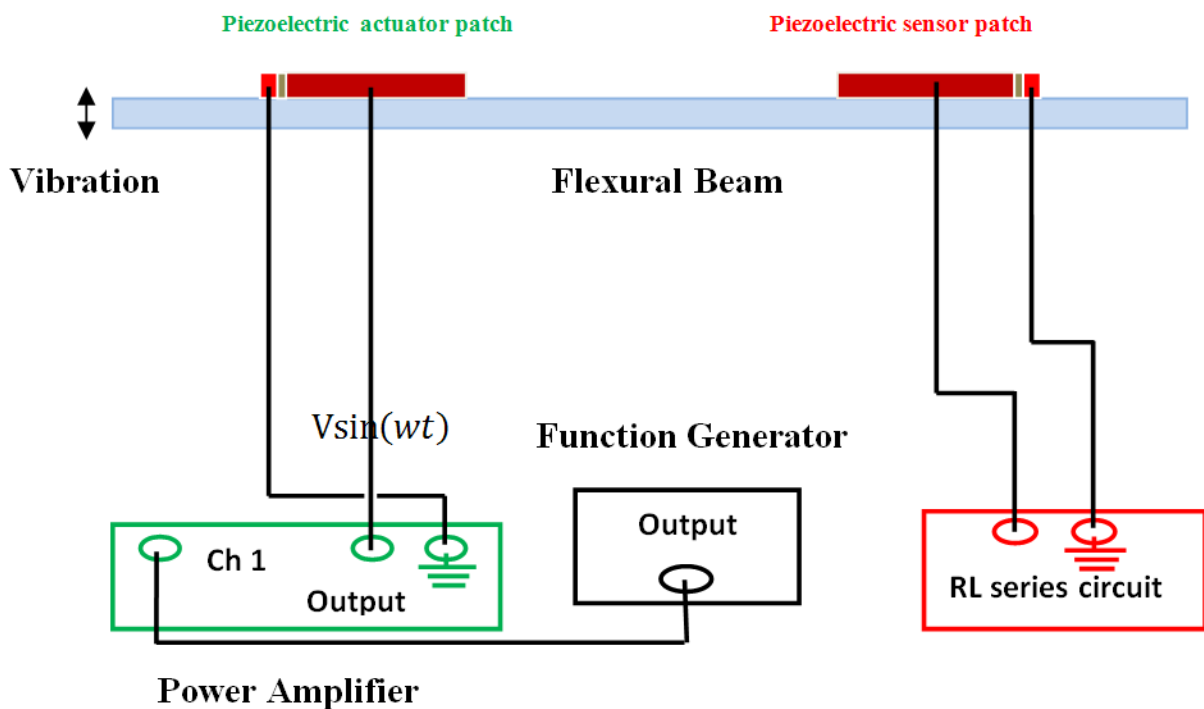 Piezoelectric actuator patch
Piezoelectric sensor patch
Vibration
Flexural Beam
Vsin(wt)
Function Generator
Output
Ch 1
Output
RL series circuit
Power Amplifier